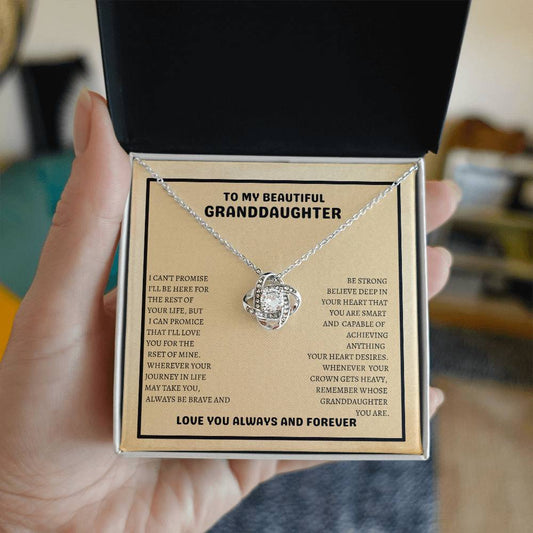 TO MY BEAUTIFUL
GRANDDAUGHTER
I CAN'T PROMISE
I'LL BE HERE FOR
THE REST OF
YOUR LIFE, BUT
I CAN PROMICE
THAT I'LL LOVE
YOU FOR THE
RSET OF MINE.
WHEREVER YOUR
JOURNEY IN LIFE
MAY TAKE YOU,
ALWAYS BE BRAVE AND
BE STRONG
BELIEVE DEEP IN
YOUR HEART THAT
YOU ARE SMART
AND CAPABLE OF
ACHIEVING
ANYTHING
YOUR HEART DESIRES.
WHENEVER YOUR
CROWN GETS HEAVY,
REMEMBER WHOSE
GRANDDAUGHTER
YOU ARE.
LOVE YOU ALWAYS AND FOREVER